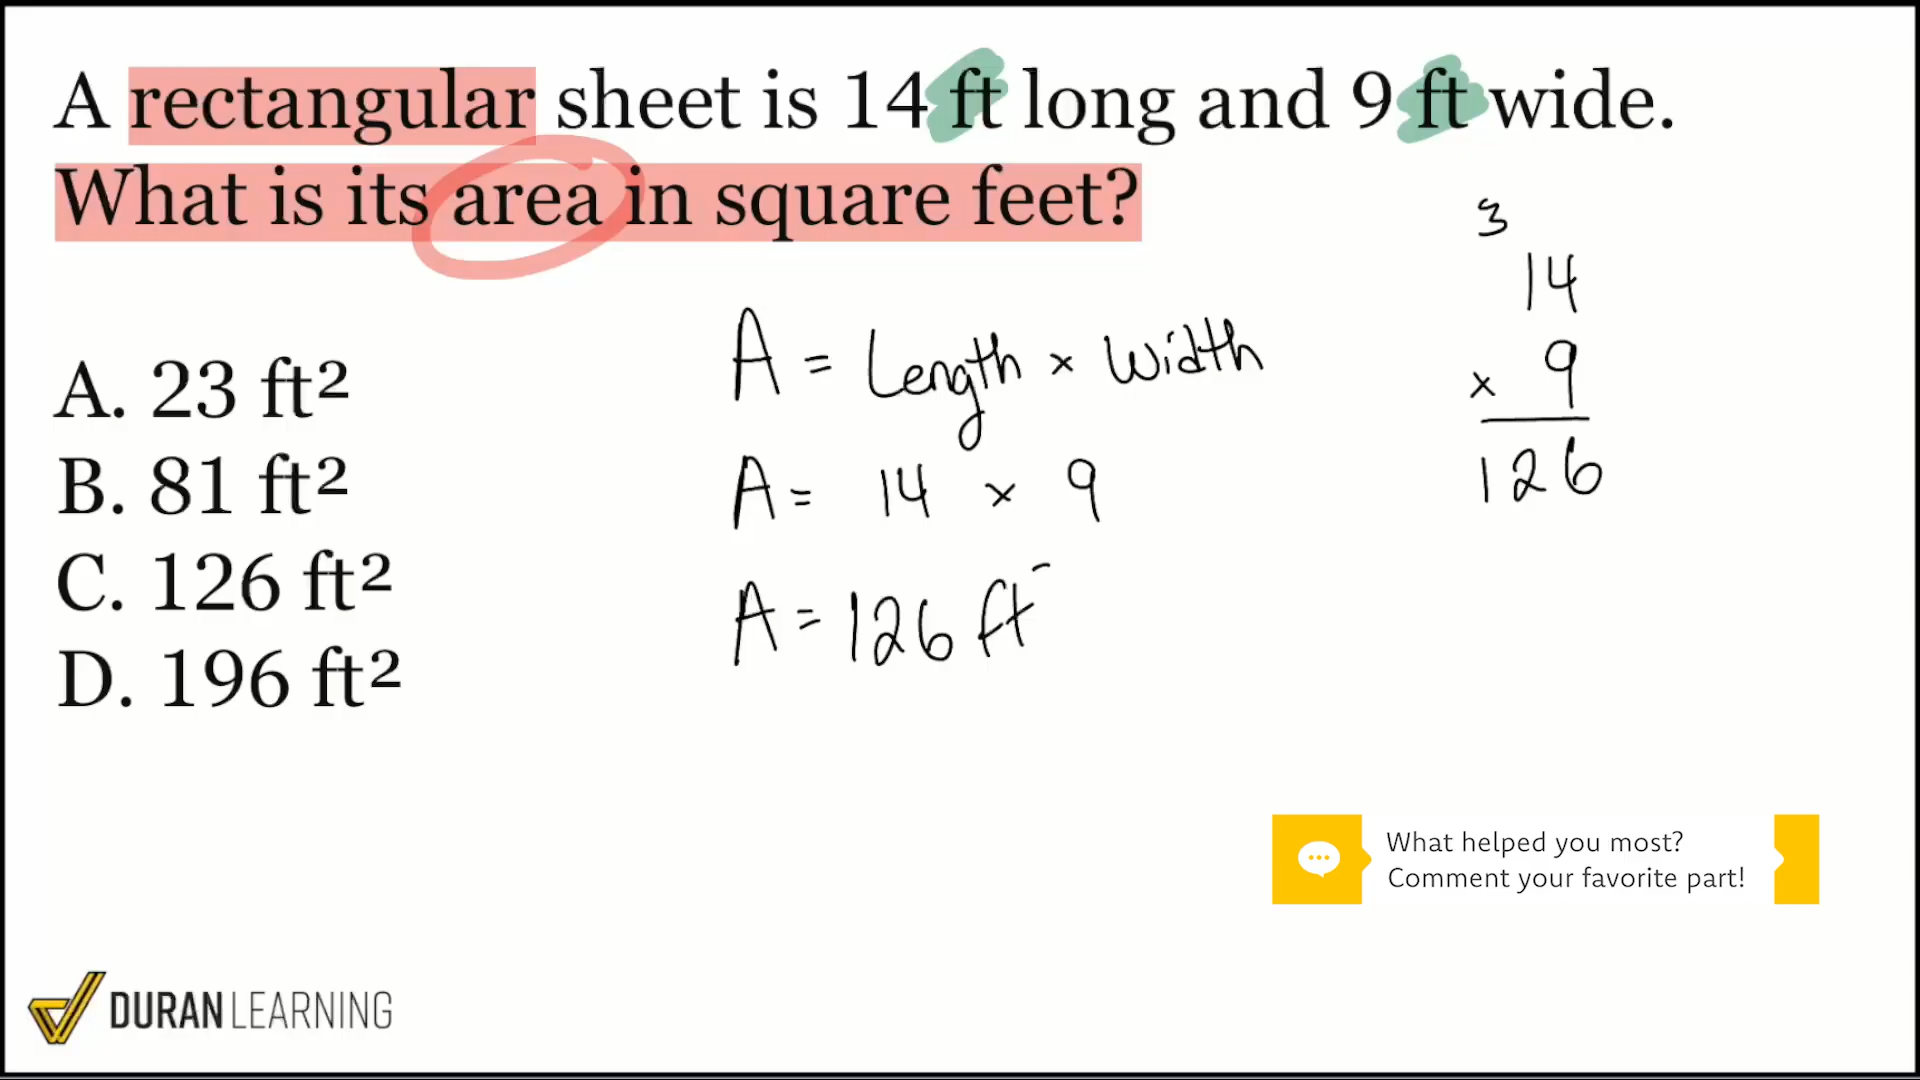 A rectangular sheet is 14 ft long and 9 ft wide.
What is its area in square feet?
A. 23 ft²
B. 81 ft²
C. 126 ft²
D. 196 ft²
A = Length × Width
A = 14 × 9
A = 126 ft
3
14
× 9
126
What helped you most?
Comment your favorite part!
DURAN LEARNING